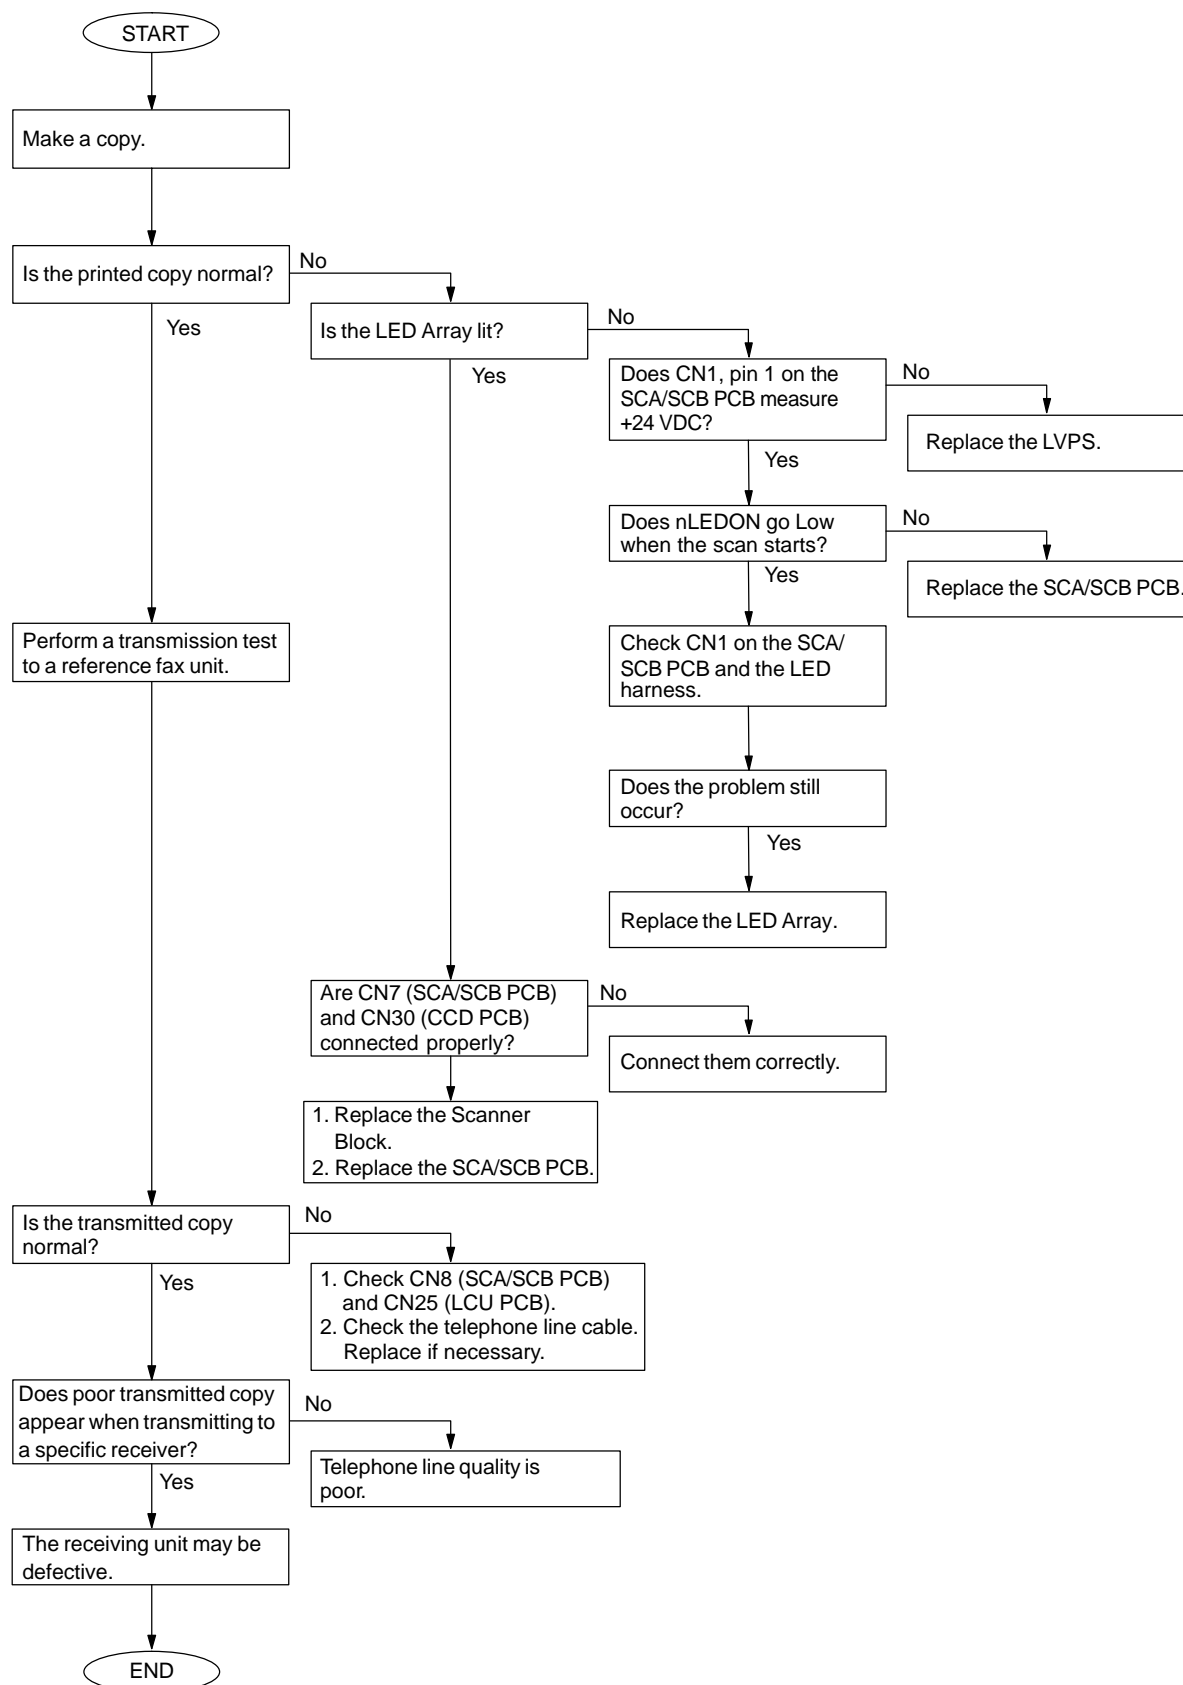 START
Make a copy.
Is the printed copy normal?
No
Yes
Is the LED Array lit?
No
Yes
Does CN1, pin 1 on the
SCA/SCB PCB measure
+24 VDC?
No
Replace the LVPS.
Yes
Does nLEDON go Low
when the scan starts?
No
Replace the SCA/SCB PCB.
Yes
Perform a transmission test
to a reference fax unit.
Check CN1 on the SCA/
SCB PCB and the LED
harness.
Does the problem still
occur?
Yes
Replace the LED Array.
Are CN7 (SCA/SCB PCB)
and CN30 (CCD PCB)
connected properly?
No
Connect them correctly.
1. Replace the Scanner
Block.
2. Replace the SCA/SCB PCB.
Is the transmitted copy
normal?
No
Yes
1. Check CN8 (SCA/SCB PCB)
and CN25 (LCU PCB).
2. Check the telephone line cable.
Replace if necessary.
Does poor transmitted copy
appear when transmitting to
a specific receiver?
No
Yes
Telephone line quality is
poor.
The receiving unit may be
defective.
END